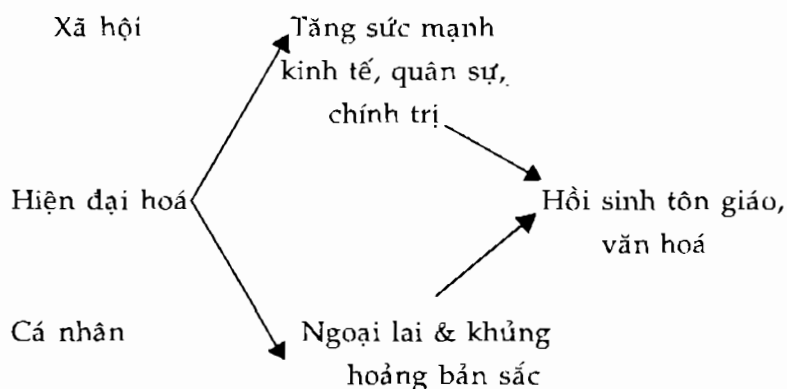 Xã hội
Tăng sức mạnh
kinh tế, quân sự,
chính trị
Hiện đại hoá
Hồi sinh tôn giáo,
văn hoá
Cá nhân
Ngoại lai & khủng
hoảng bản sắc